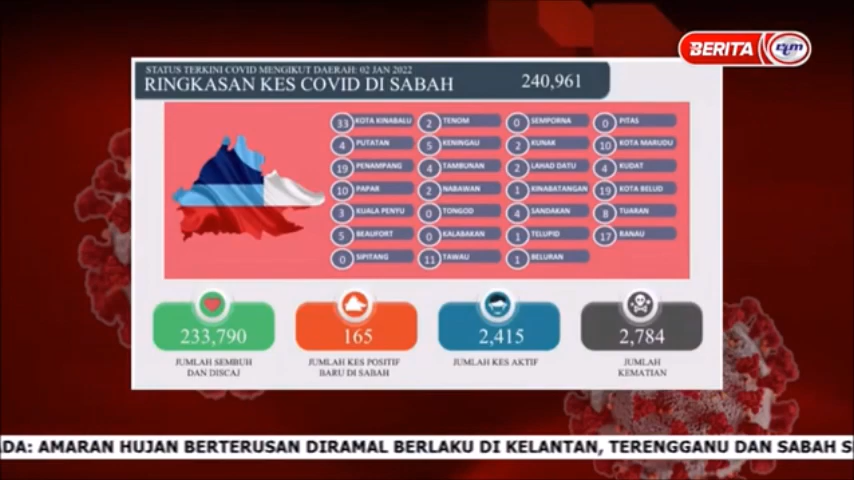 BERITA
RTM
STATUS TERKINI COVID MENGIKUT DAERAH: 02 JAN 2022
RINGKASAN KES COVID DI SABAH
240,961
33 KOTA KINABALU
2 TENOM
0 SEMPORNA
0 PITAS
4 PUTATAN
5 KENINGAU
2 KUNAK
10 KOTA MARUDU
19 PENAMPANG
4 TAMBUNAN
2 LAHAD DATU
4 KUDAT
10 PAPAR
2 NABAWAN
1 KINABATANGAN
19 KOTA BELUD
3 KUALA PENYU
0 TONGOD
4 SANDAKAN
8 TUARAN
5 BEAUFORT
0 KALABAKAN
1 TELUPID
17 RANAU
0 SIPITANG
11 TAWAU
1 BELURAN
233,790
165
2,415
2,784
JUMLAH SEMBUH
DAN DISCAJ
JUMLAH KES POSITIF
BARU DI SABAH
JUMLAH KES AKTIF
JUMLAH
KEMATIAN
ADA: AMARAN HUJAN BERTERUSAN DIRAMAL BERLAKU DI KELANTAN, TERENGGANU DAN SABAH S